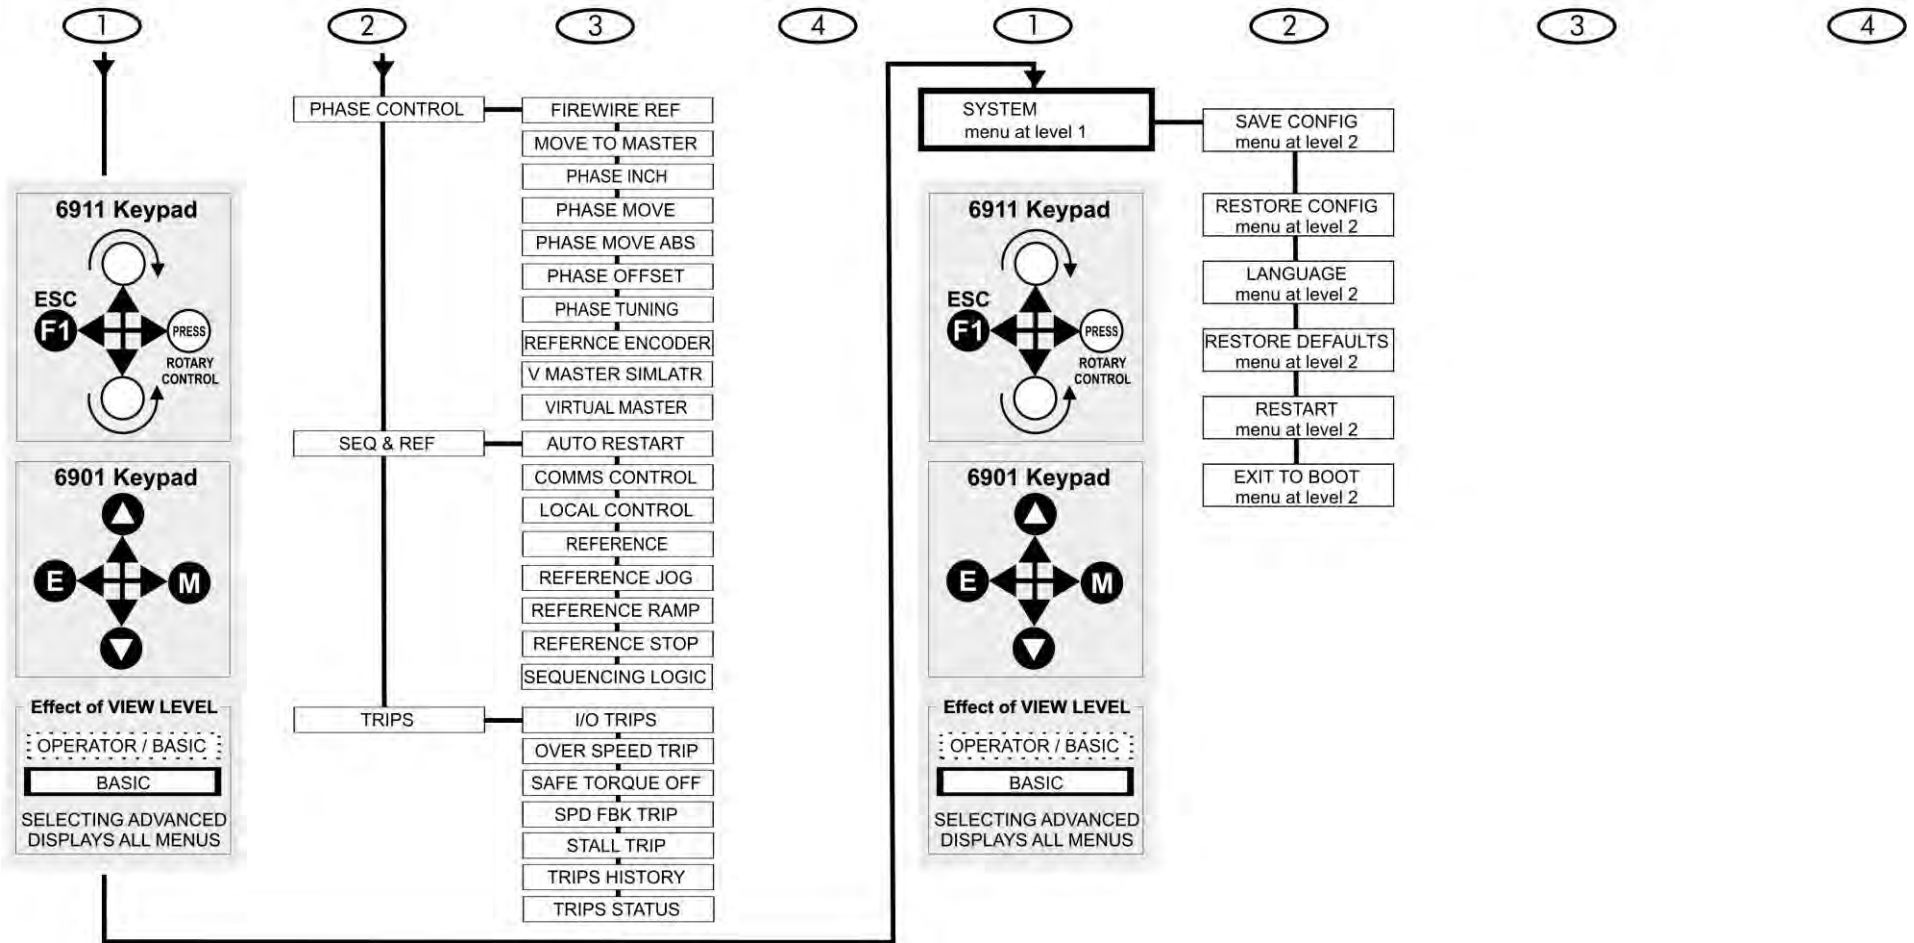 1
2
3
4
1
2
3
4
PHASE CONTROL
FIREWIRE REF
MOVE TO MASTER
PHASE INCH
PHASE MOVE
PHASE MOVE ABS
PHASE OFFSET
PHASE TUNING
REFERNCE ENCODER
V MASTER SIMLATR
VIRTUAL MASTER
SEQ & REF
AUTO RESTART
COMMS CONTROL
LOCAL CONTROL
REFERENCE
REFERENCE JOG
REFERENCE RAMP
REFERENCE STOP
SEQUENCING LOGIC
TRIPS
I/O TRIPS
OVER SPEED TRIP
SAFE TORQUE OFF
SPD FBK TRIP
STALL TRIP
TRIPS HISTORY
TRIPS STATUS
6911 Keypad
ESC
F1
PRESS
ROTARY
CONTROL
6901 Keypad
E
M
Effect of VIEW LEVEL
OPERATOR / BASIC
BASIC
SELECTING ADVANCED
DISPLAYS ALL MENUS
SYSTEM
menu at level 1
SAVE CONFIG
menu at level 2
RESTORE CONFIG
menu at level 2
LANGUAGE
menu at level 2
RESTORE DEFAULTS
menu at level 2
RESTART
menu at level 2
EXIT TO BOOT
menu at level 2
6911 Keypad
ESC
F1
PRESS
ROTARY
CONTROL
6901 Keypad
E
M
Effect of VIEW LEVEL
OPERATOR / BASIC
BASIC
SELECTING ADVANCED
DISPLAYS ALL MENUS